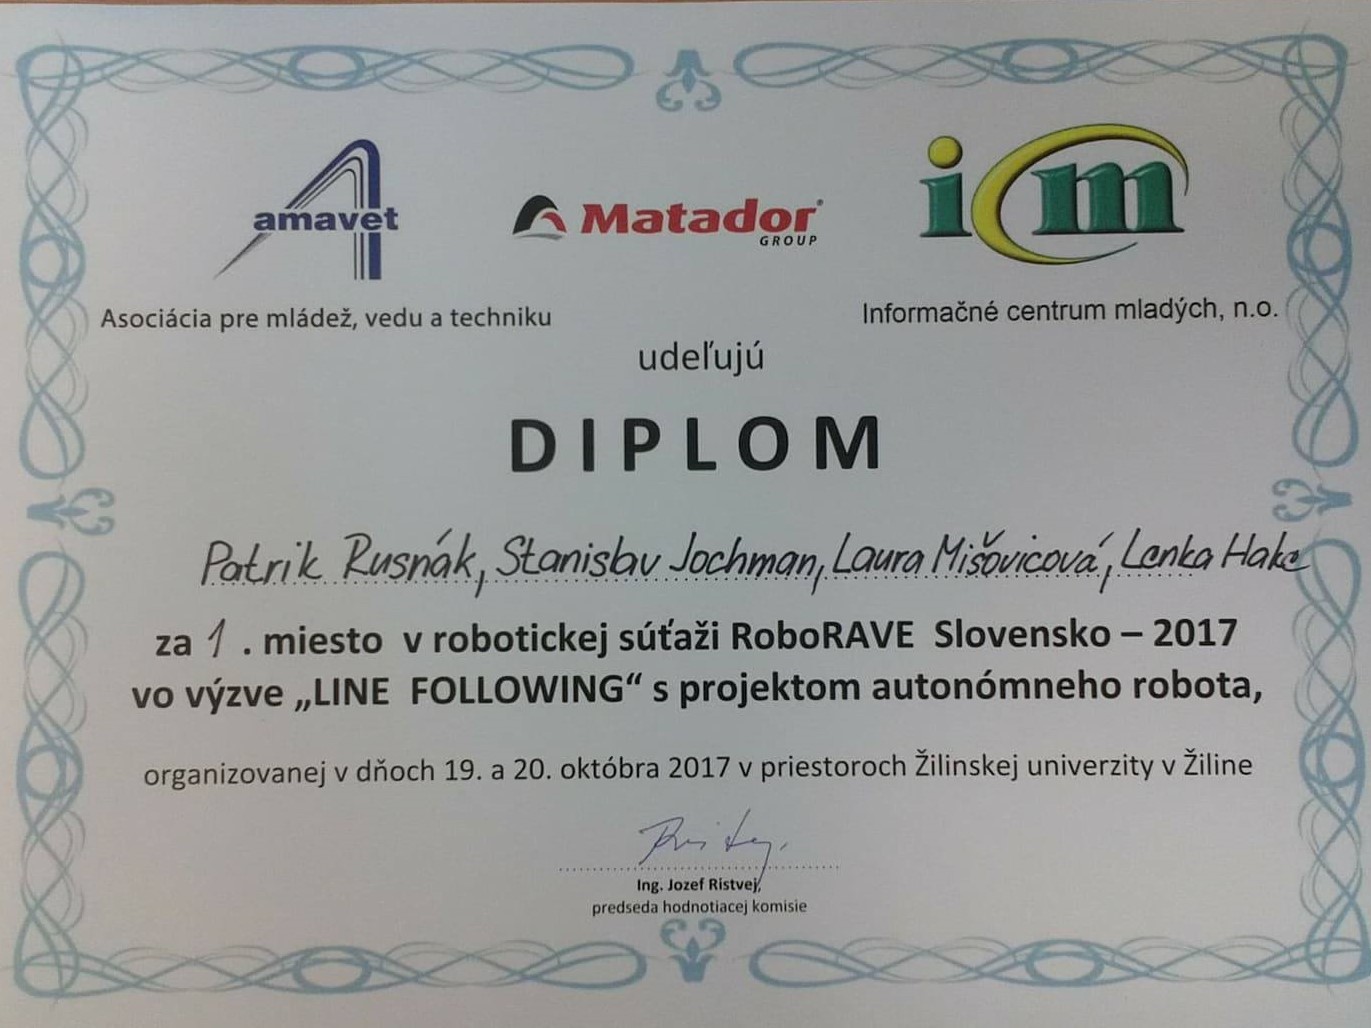 amavet
Matador
GROUP
icm
Asociácia pre mládež, vedu a techniku
Informačné centrum mladých, n.o.
udeľujú
DIPLOM
Patrik Rusnák, Stanislav Jochman, Laura Mišovicová, Lenka Hake
za 1. miesto v robotickej súťaži RoboRAVE Slovensko – 2017
vo výzve „LINE FOLLOWING“ s projektom autonómneho robota,
organizovanej v dňoch 19. a 20. októbra 2017 v priestoroch Žilinskej univerzity v Žiline
Ing. Jozef Ristvej,
predseda hodnotiacej komisie